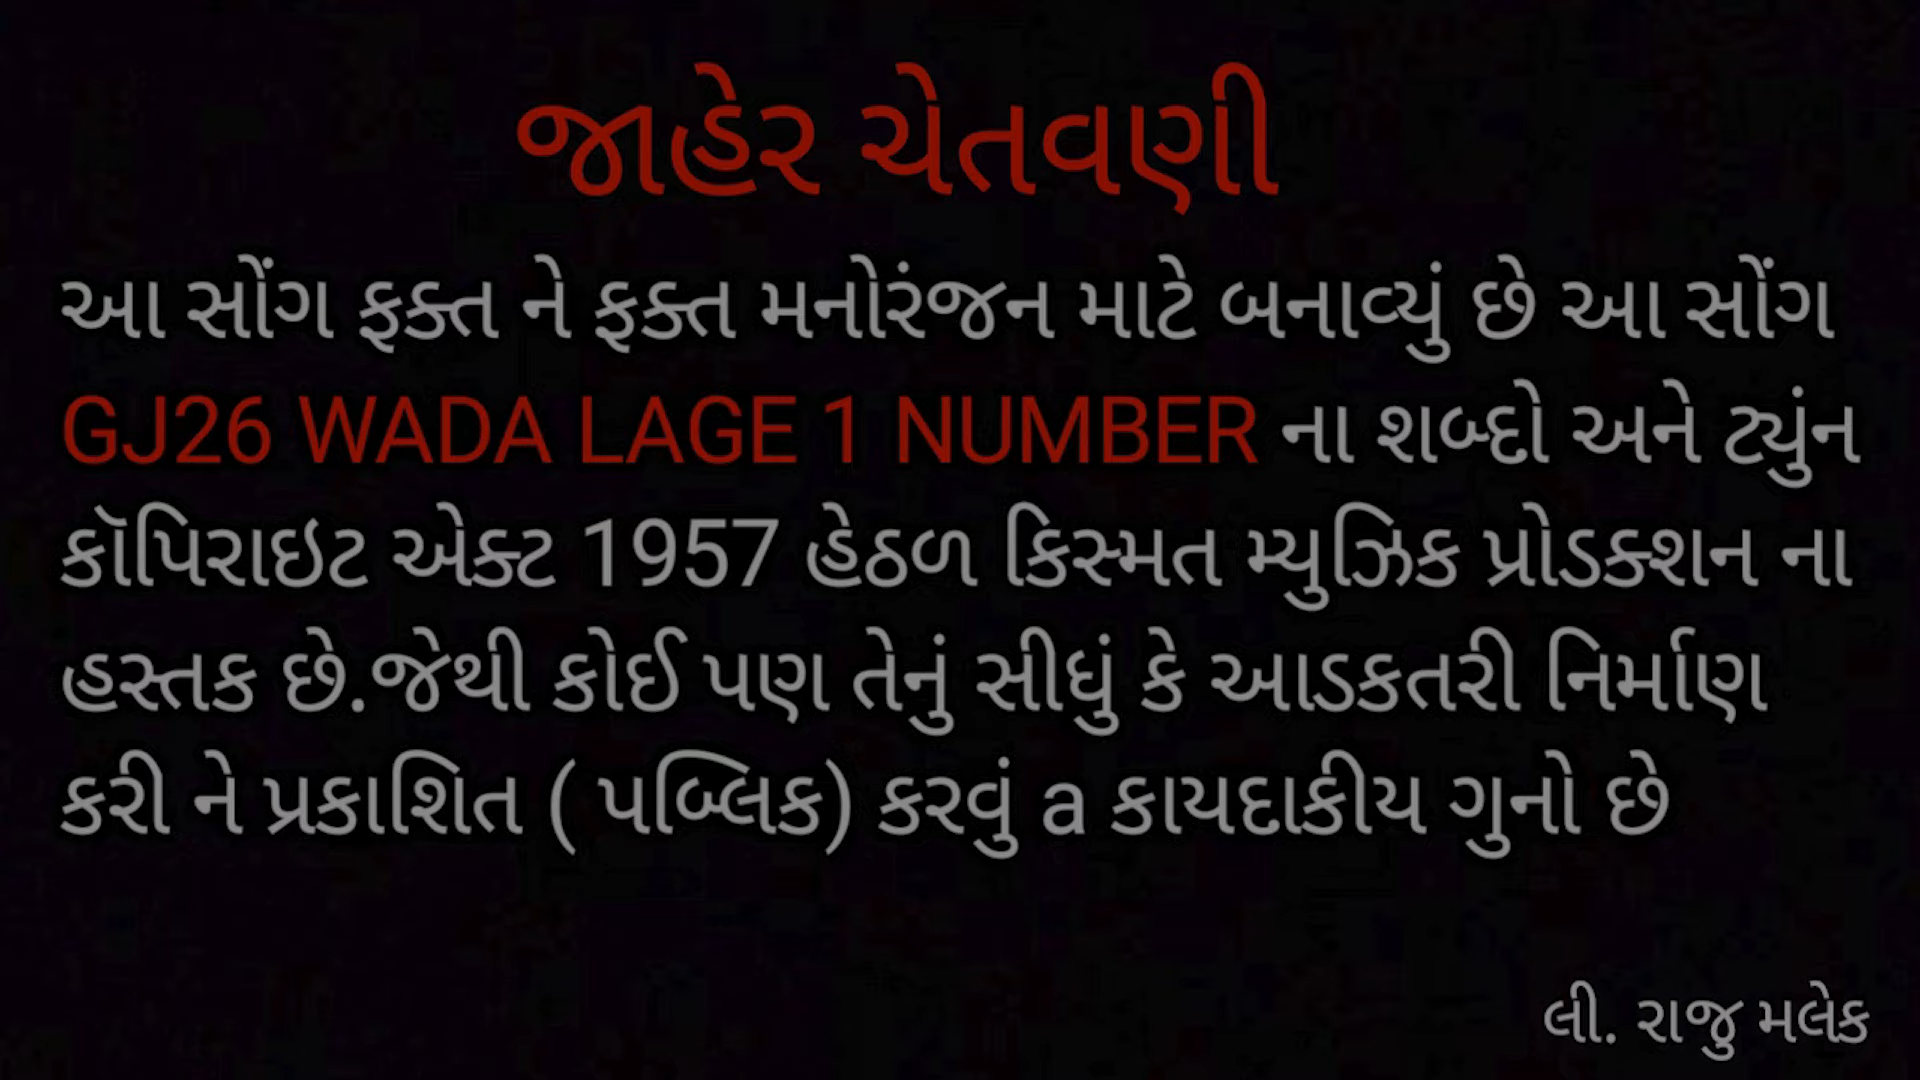 જાહેર ચેતવણી
આ સોંગ ફક્ત ને ફક્ત મનોરંજન માટે બનાવ્યું છે આ સોંગ
GJ26 WADA LAGE 1 NUMBER ના શબ્દો અને ટ્યુંન
કૉપિરાઇટ એક્ટ 1957 હેઠળ કિસ્મત મ્યુઝિક પ્રોડક્શન ના
હસ્તક છે.જેથી કોઈ પણ તેનું સીધું કે આડકતરી નિર્માણ
કરી ને પ્રકાશિત ( પબ્લિક) કરવું a કાયદાકીય ગુનો છે
લી. રાજુ મલેક